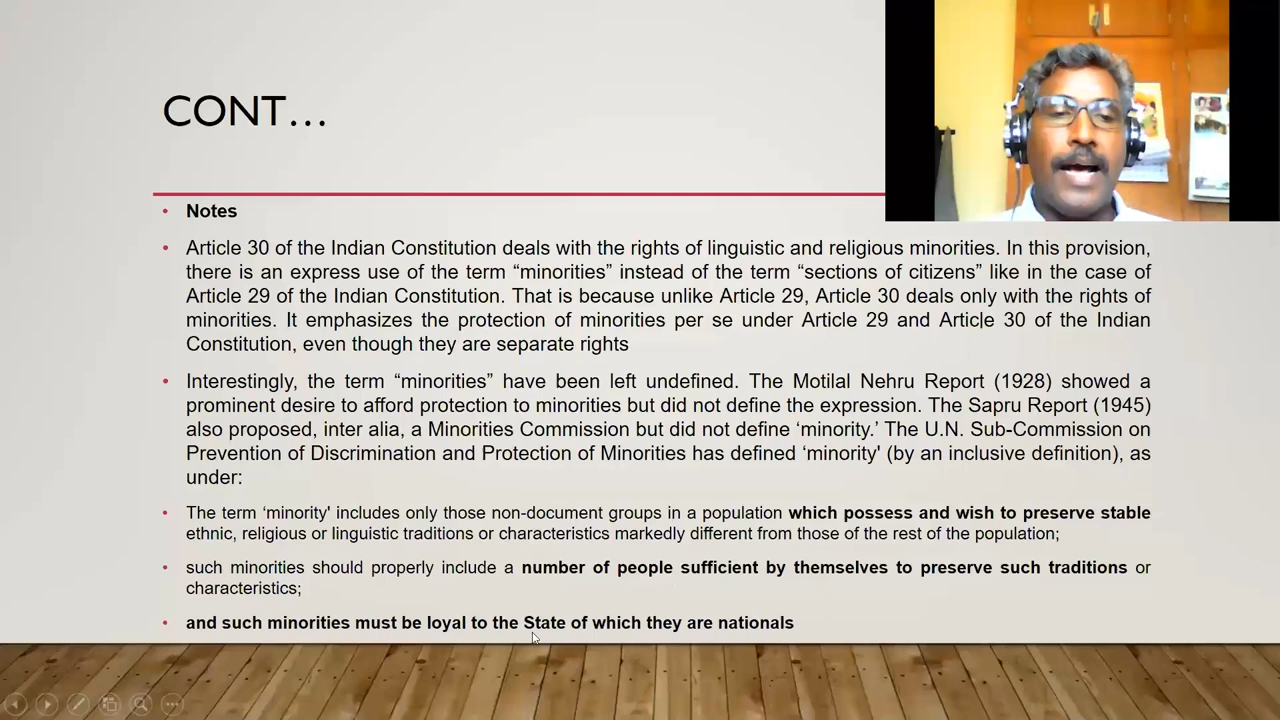 CONT…
• Notes
• Article 30 of the Indian Constitution deals with the rights of linguistic and religious minorities. In this provision,
there is an express use of the term “minorities” instead of the term “sections of citizens” like in the case of
Article 29 of the Indian Constitution. That is because unlike Article 29, Article 30 deals only with the rights of
minorities. It emphasizes the protection of minorities per se under Article 29 and Article 30 of the Indian
Constitution, even though they are separate rights
• Interestingly, the term “minorities” have been left undefined. The Motilal Nehru Report (1928) showed a
prominent desire to afford protection to minorities but did not define the expression. The Sapru Report (1945)
also proposed, inter alia, a Minorities Commission but did not define ‘minority.’ The U.N. Sub-Commission on
Prevention of Discrimination and Protection of Minorities has defined ‘minority' (by an inclusive definition), as
under:
• The term ‘minority' includes only those non-document groups in a population which possess and wish to preserve stable
ethnic, religious or linguistic traditions or characteristics markedly different from those of the rest of the population;
• such minorities should properly include a number of people sufficient by themselves to preserve such traditions or
characteristics;
• and such minorities must be loyal to the State of which they are nationals